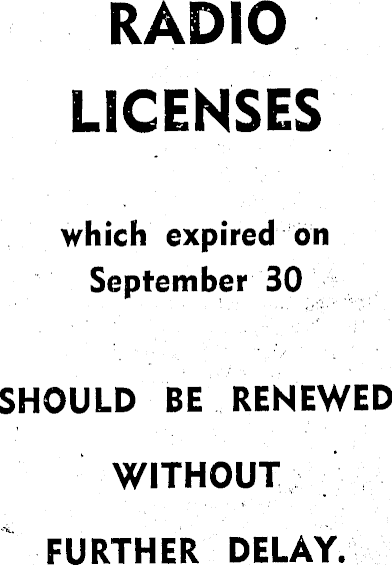 RADIO
LICENSES
which expired on
September 30
SHOULD BE RENEWED
WITHOUT
FURTHER DELAY.